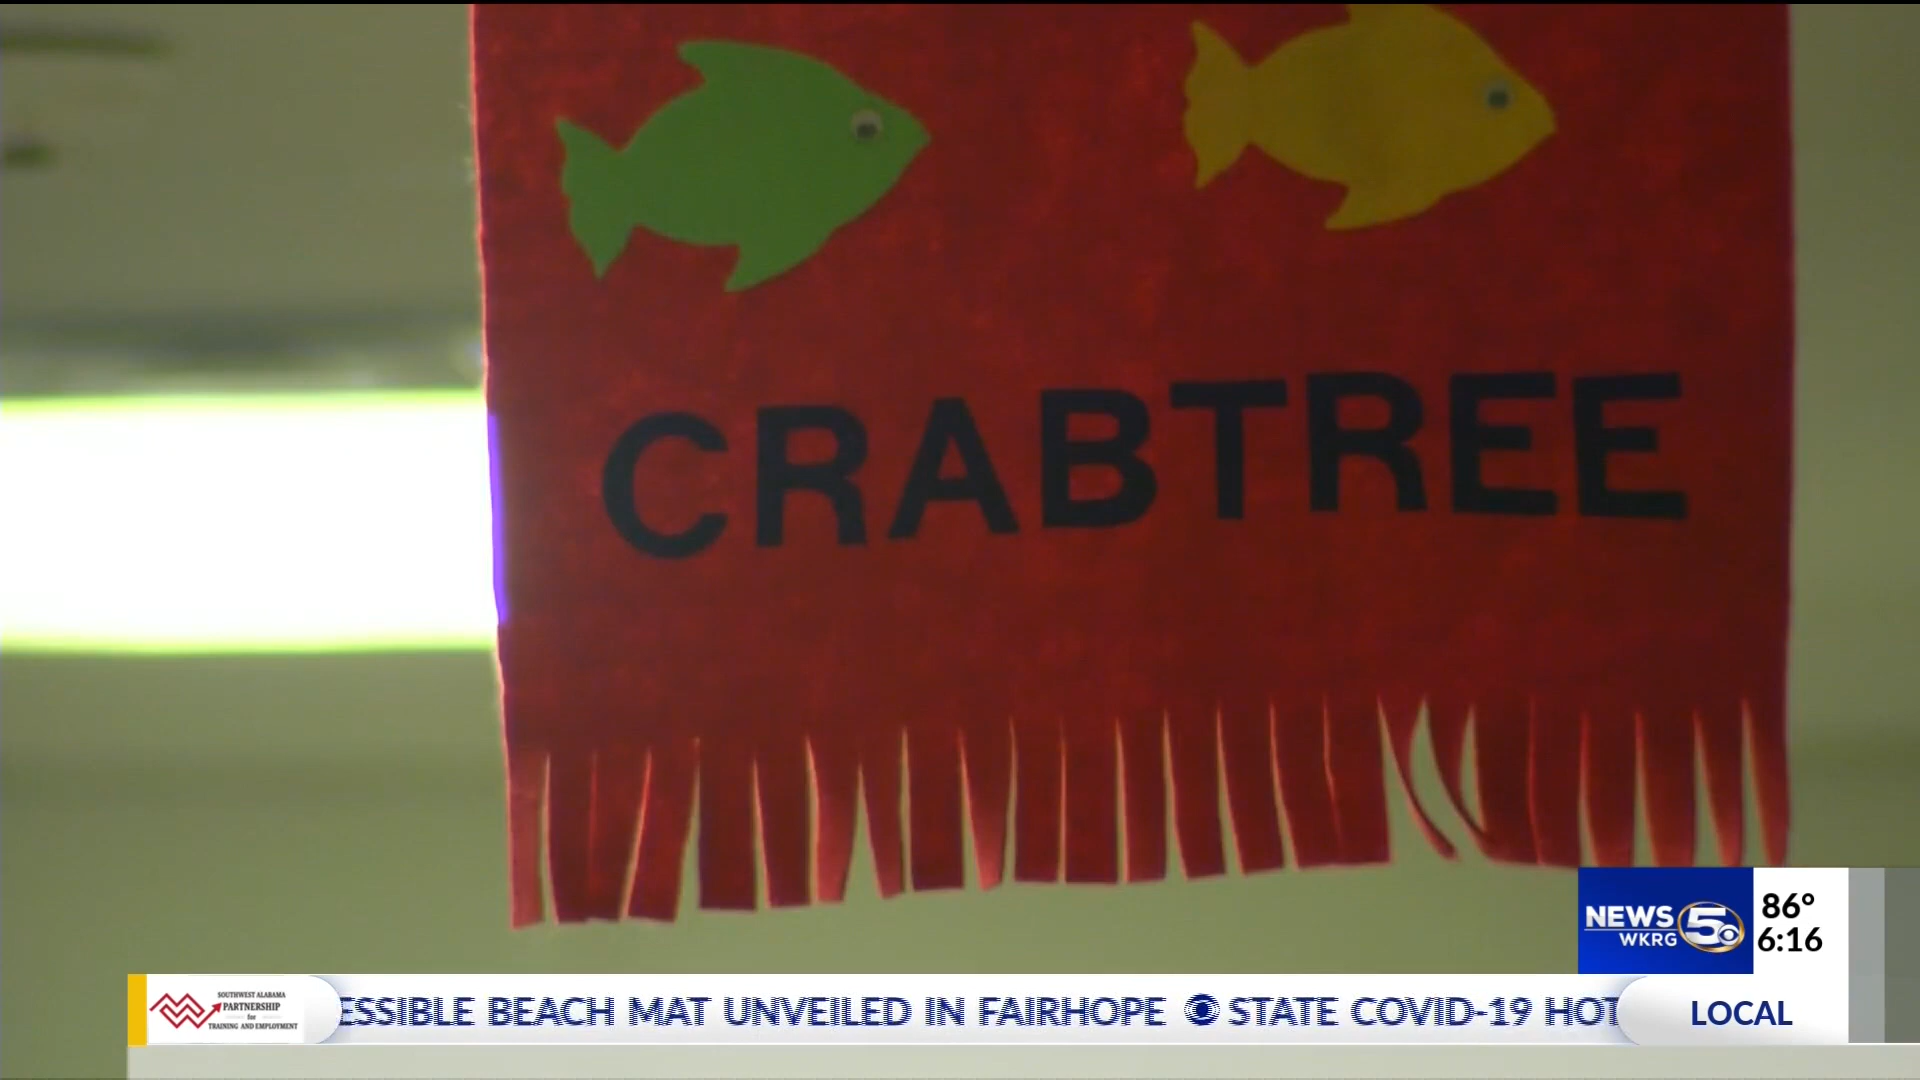 CRABTREE
NEWS 5
WKRG
86°
6:16
SOUTHWEST ALABAMA
PARTNERSHIP
for
TRAINING AND EMPLOYMENT
ESSIBLE BEACH MAT UNVEILED IN FAIRHOPE STATE COVID-19 HOT
LOCAL